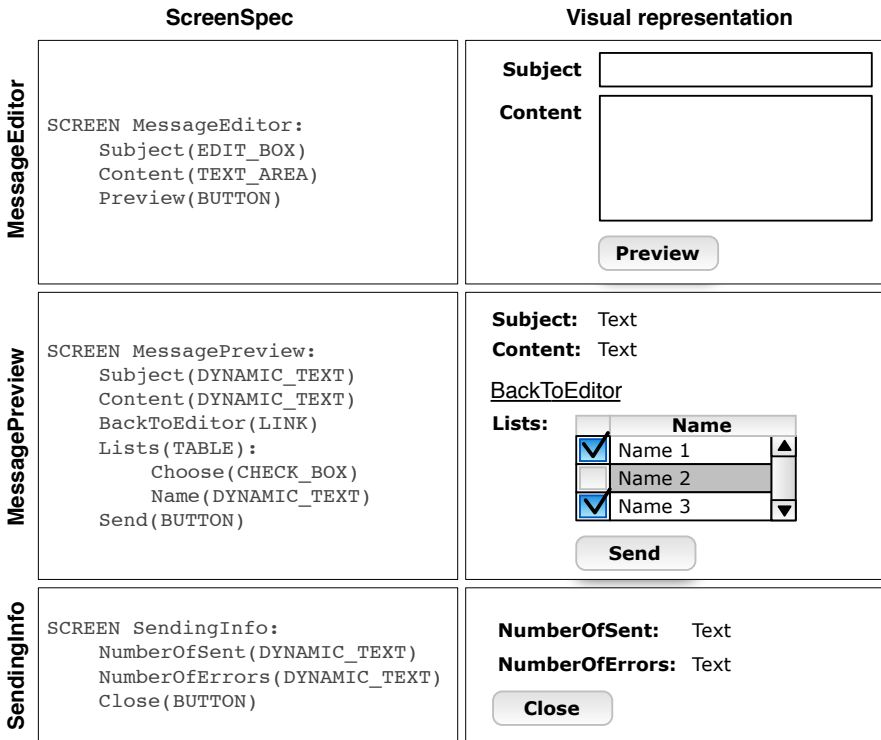 ScreenSpec
Visual representation
MessageEditor
SCREEN MessageEditor:
Subject(EDIT_BOX)
Content(TEXT_AREA)
Preview(BUTTON)
Subject
Content
Preview
MessagePreview
SCREEN MessagePreview:
Subject(DYNAMIC_TEXT)
Content(DYNAMIC_TEXT)
BackToEditor(LINK)
Lists(TABLE):
Choose(CHECK_BOX)
Name(DYNAMIC_TEXT)
Send(BUTTON)
Subject: Text
Content: Text
BackToEditor
Lists:
Name
Name 1
Name 2
Name 3
Send
SendingInfo
SCREEN SendingInfo:
NumberOfSent(DYNAMIC_TEXT)
NumberOfErrors(DYNAMIC_TEXT)
Close(BUTTON)
NumberOfSent: Text
NumberOfErrors: Text
Close